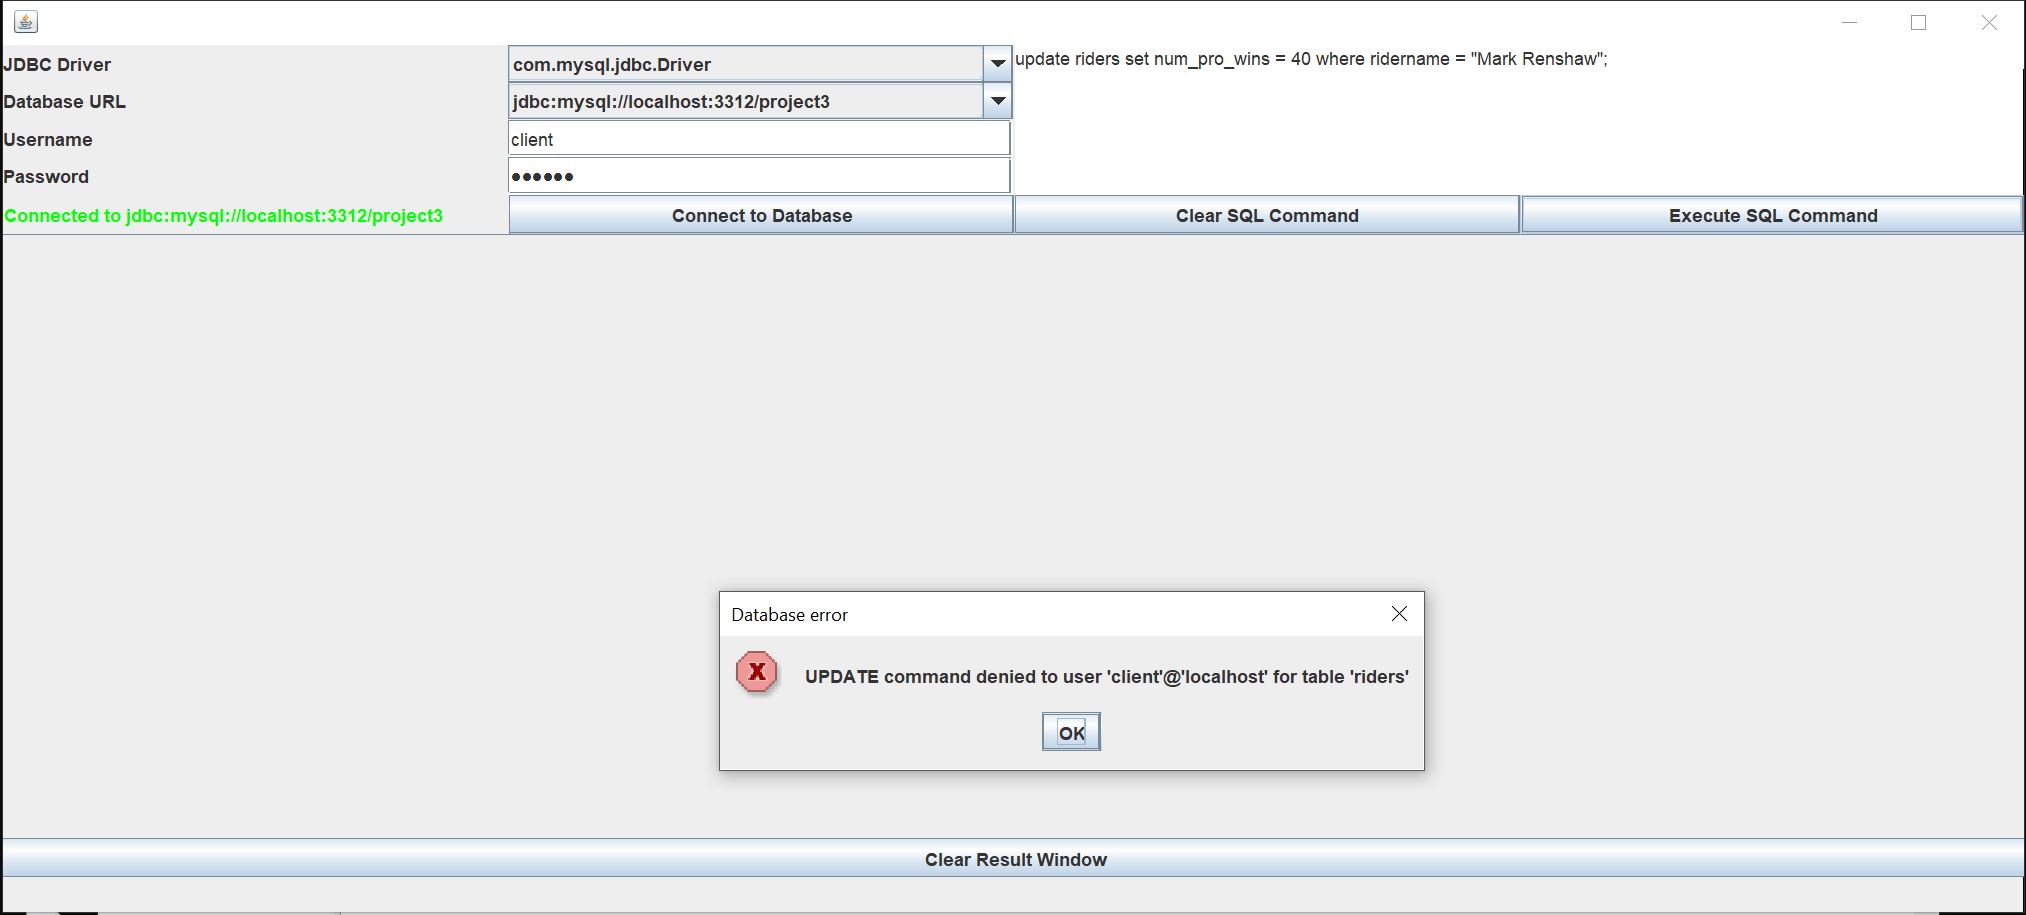 JDBC Driver
com.mysql.jdbc.Driver
update riders set num_pro_wins = 40 where ridername = "Mark Renshaw";
Database URL
jdbc:mysql://localhost:3312/project3
Username
client
Password
••••••
Connected to jdbc:mysql://localhost:3312/project3
Connect to Database
Clear SQL Command
Execute SQL Command
Database error
UPDATE command denied to user 'client'@'localhost' for table 'riders'
OK
Clear Result Window